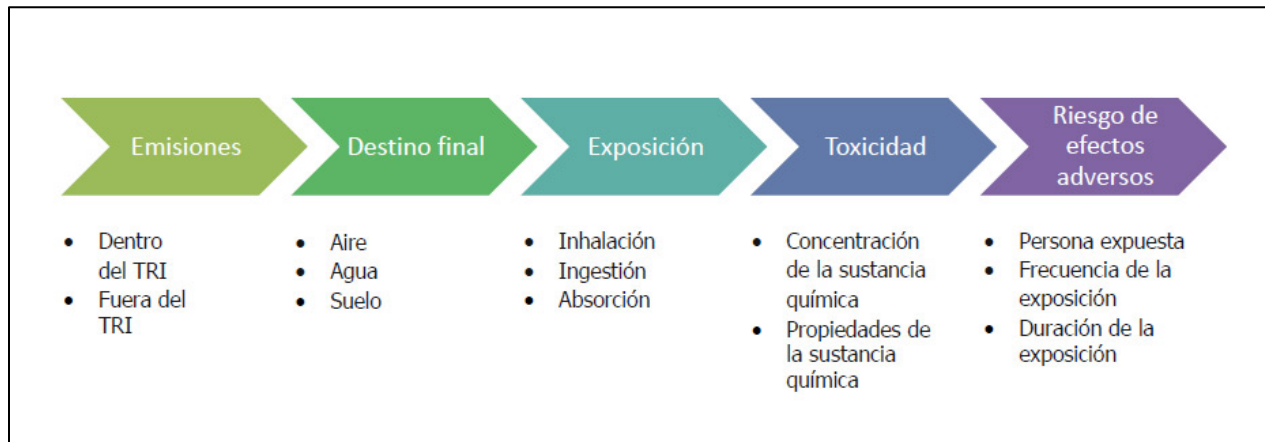 Emisiones
Destino final
Exposición
Toxicidad
Riesgo de
efectos
adversos
• Dentro
del TRI
• Fuera del
TRI
• Aire
• Agua
• Suelo
• Inhalación
• Ingestión
• Absorción
• Concentración
de la sustancia
química
• Propiedades de
la sustancia
química
• Persona expuesta
• Frecuencia de la
exposición
• Duración de la
exposición